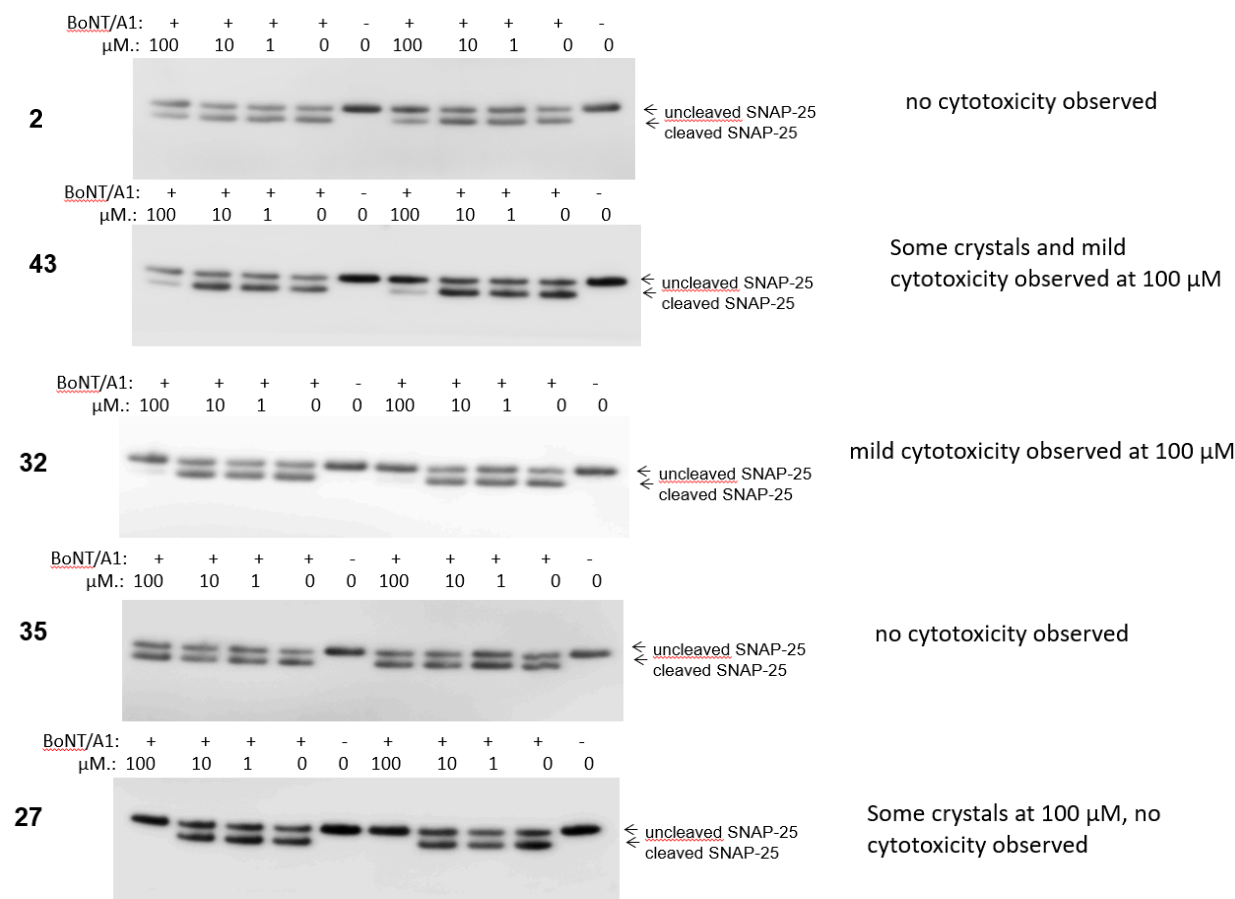 BoNT/A1: + + + + - + + + + -
µM.: 100 10 1 0 0 100 10 1 0 0
2
uncleaved SNAP-25
cleaved SNAP-25
no cytotoxicity observed
BoNT/A1: + + + + - + + + + -
µM.: 100 10 1 0 0 100 10 1 0 0
43
uncleaved SNAP-25
cleaved SNAP-25
Some crystals and mild
cytotoxicity observed at 100 µM
BoNT/A1: + + + + - + + + + -
µM.: 100 10 1 0 0 100 10 1 0 0
32
uncleaved SNAP-25
cleaved SNAP-25
mild cytotoxicity observed at 100 µM
BoNT/A1: + + + + - + + + + -
µM.: 100 10 1 0 0 100 10 1 0 0
35
uncleaved SNAP-25
cleaved SNAP-25
no cytotoxicity observed
BoNT/A1: + + + + - + + + + -
µM.: 100 10 1 0 0 100 10 1 0 0
27
uncleaved SNAP-25
cleaved SNAP-25
Some crystals at 100 µM, no
cytotoxicity observed